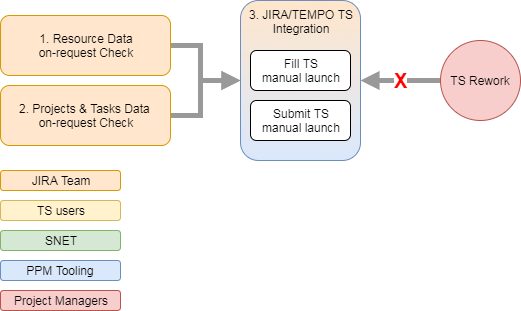 1. Resource Data
on-request Check
2. Projects & Tasks Data
on-request Check
3. JIRA/TEMPO TS
Integration
Fill TS
manual launch
Submit TS
manual launch
X
TS Rework
JIRA Team
TS users
SNET
PPM Tooling
Project Managers